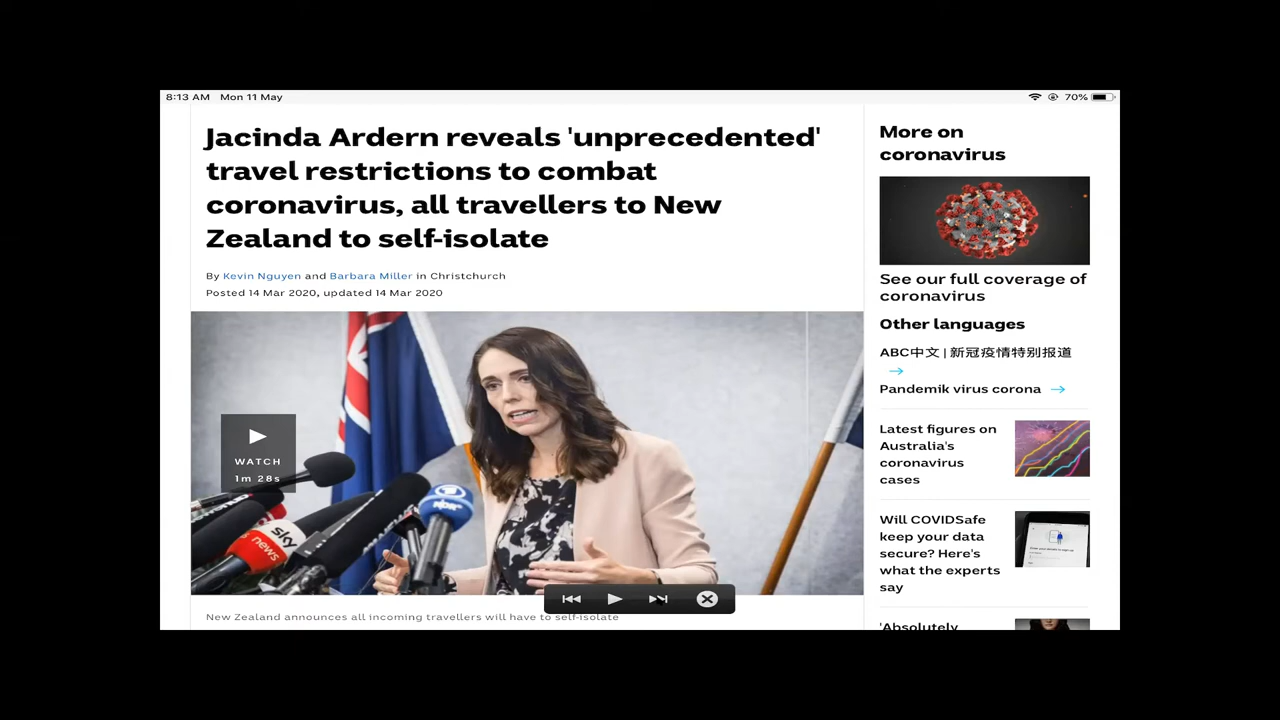 8:13 AM Mon 11 May
70%
Jacinda Ardern reveals 'unprecedented'
travel restrictions to combat
coronavirus, all travellers to New
Zealand to self-isolate
By Kevin Nguyen and Barbara Miller in Christchurch
Posted 14 Mar 2020, updated 14 Mar 2020
WATCH
1m 28s
sky
news
NDR
New Zealand announces all incoming travellers will have to self-isolate
More on
coronavirus
See our full coverage of
coronavirus
Other languages
ABC中文 | 新冠疫情特别报道
→
Pandemik virus corona →
Latest figures on
Australia's
coronavirus
cases
Will COVIDSafe
keep your data
secure? Here's
what the experts
say
'Absolutely